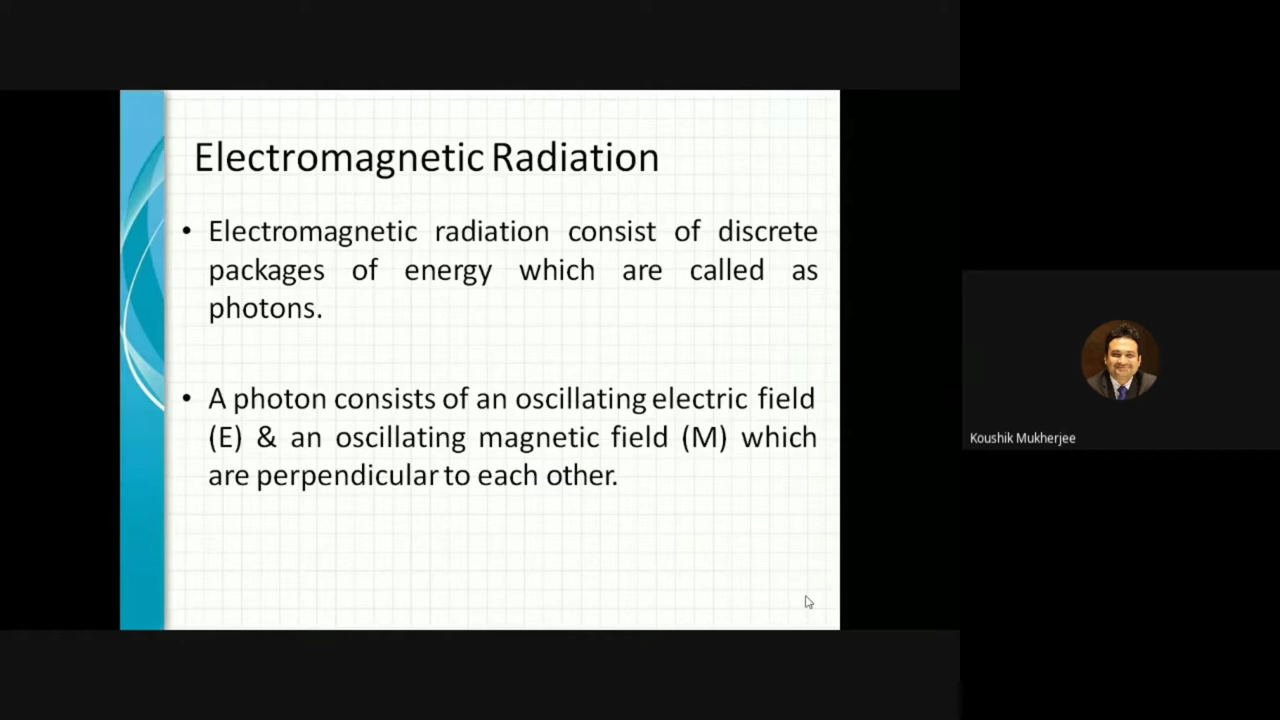 Electromagnetic Radiation
• Electromagnetic radiation consist of discrete
packages of energy which are called as
photons.
• A photon consists of an oscillating electric field
(E) & an oscillating magnetic field (M) which
are perpendicular to each other.
Koushik Mukherjee